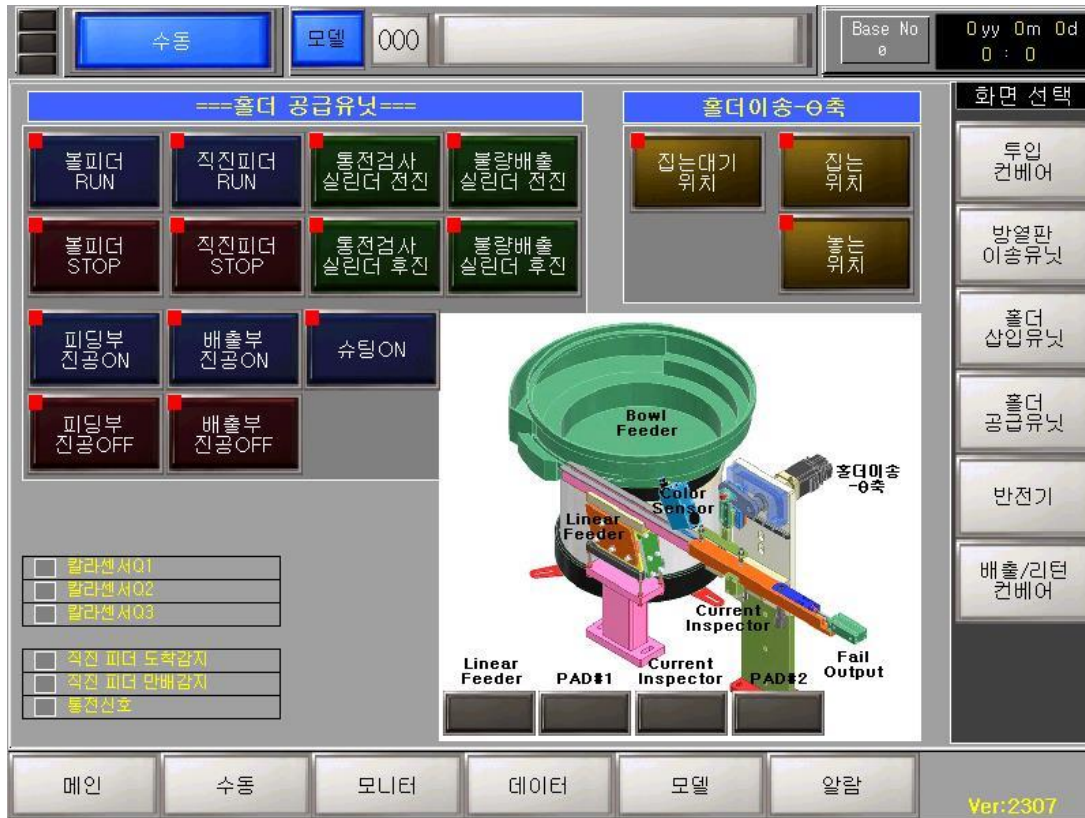 수동
모델
000
Base No
0
0yy 0m 0d
0 : 0
===홀더 공급유닛===
볼피더
RUN
직진피더
RUN
통전검사
실린더 전진
불량배출
실린더 전진
볼피더
STOP
직진피더
STOP
통전검사
실린더 후진
불량배출
실린더 후진
피딩부
진공ON
배출부
진공ON
슈팅ON
피딩부
진공OFF
배출부
진공OFF
홀더이송-θ축
집는대기
위치
집는
위치
놓는
위치
Bowl
Feeder
Color
Sensor
홀더이송
-θ축
Linear
Feeder
Current
Inspector
Fail
Output
Linear
Feeder
PAD#1
Current
Inspector
PAD#2
칼라센서Q1
칼라센서Q2
칼라센서Q3
직진 피더 도착감지
직진 피더 만배감지
통전신호
화면 선택
투입
컨베어
방열판
이송유닛
홀더
삽입유닛
홀더
공급유닛
반전기
배출/리턴
컨베어
메인
수동
모니터
데이터
모델
알람
Ver:2307